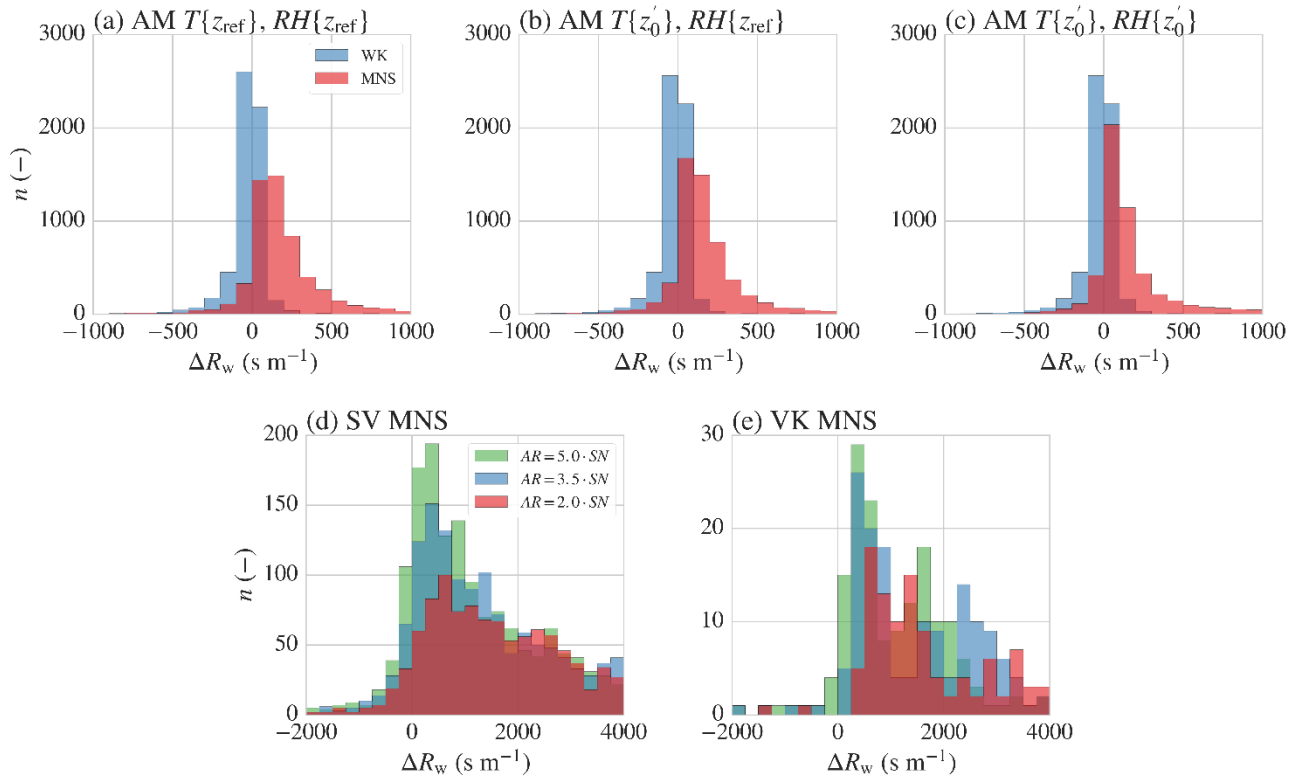 (a) AM T{z_ref}, RH{z_ref}
(b) AM T{z_0′}, RH{z_ref}
(c) AM T{z_0′}, RH{z_0′}
WK
MNS
n (−)
3000
2000
1000
0
−1000
−500
0
500
1000
ΔR_w (s m⁻¹)
3000
2000
1000
0
−1000
−500
0
500
1000
ΔR_w (s m⁻¹)
3000
2000
1000
0
−1000
−500
0
500
1000
ΔR_w (s m⁻¹)
(d) SV MNS
AR=5.0·SN
AR=3.5·SN
AR=2.0·SN
n (−)
200
150
100
50
0
−2000
0
2000
4000
ΔR_w (s m⁻¹)
(e) VK MNS
n (−)
30
20
10
0
−2000
0
2000
4000
ΔR_w (s m⁻¹)